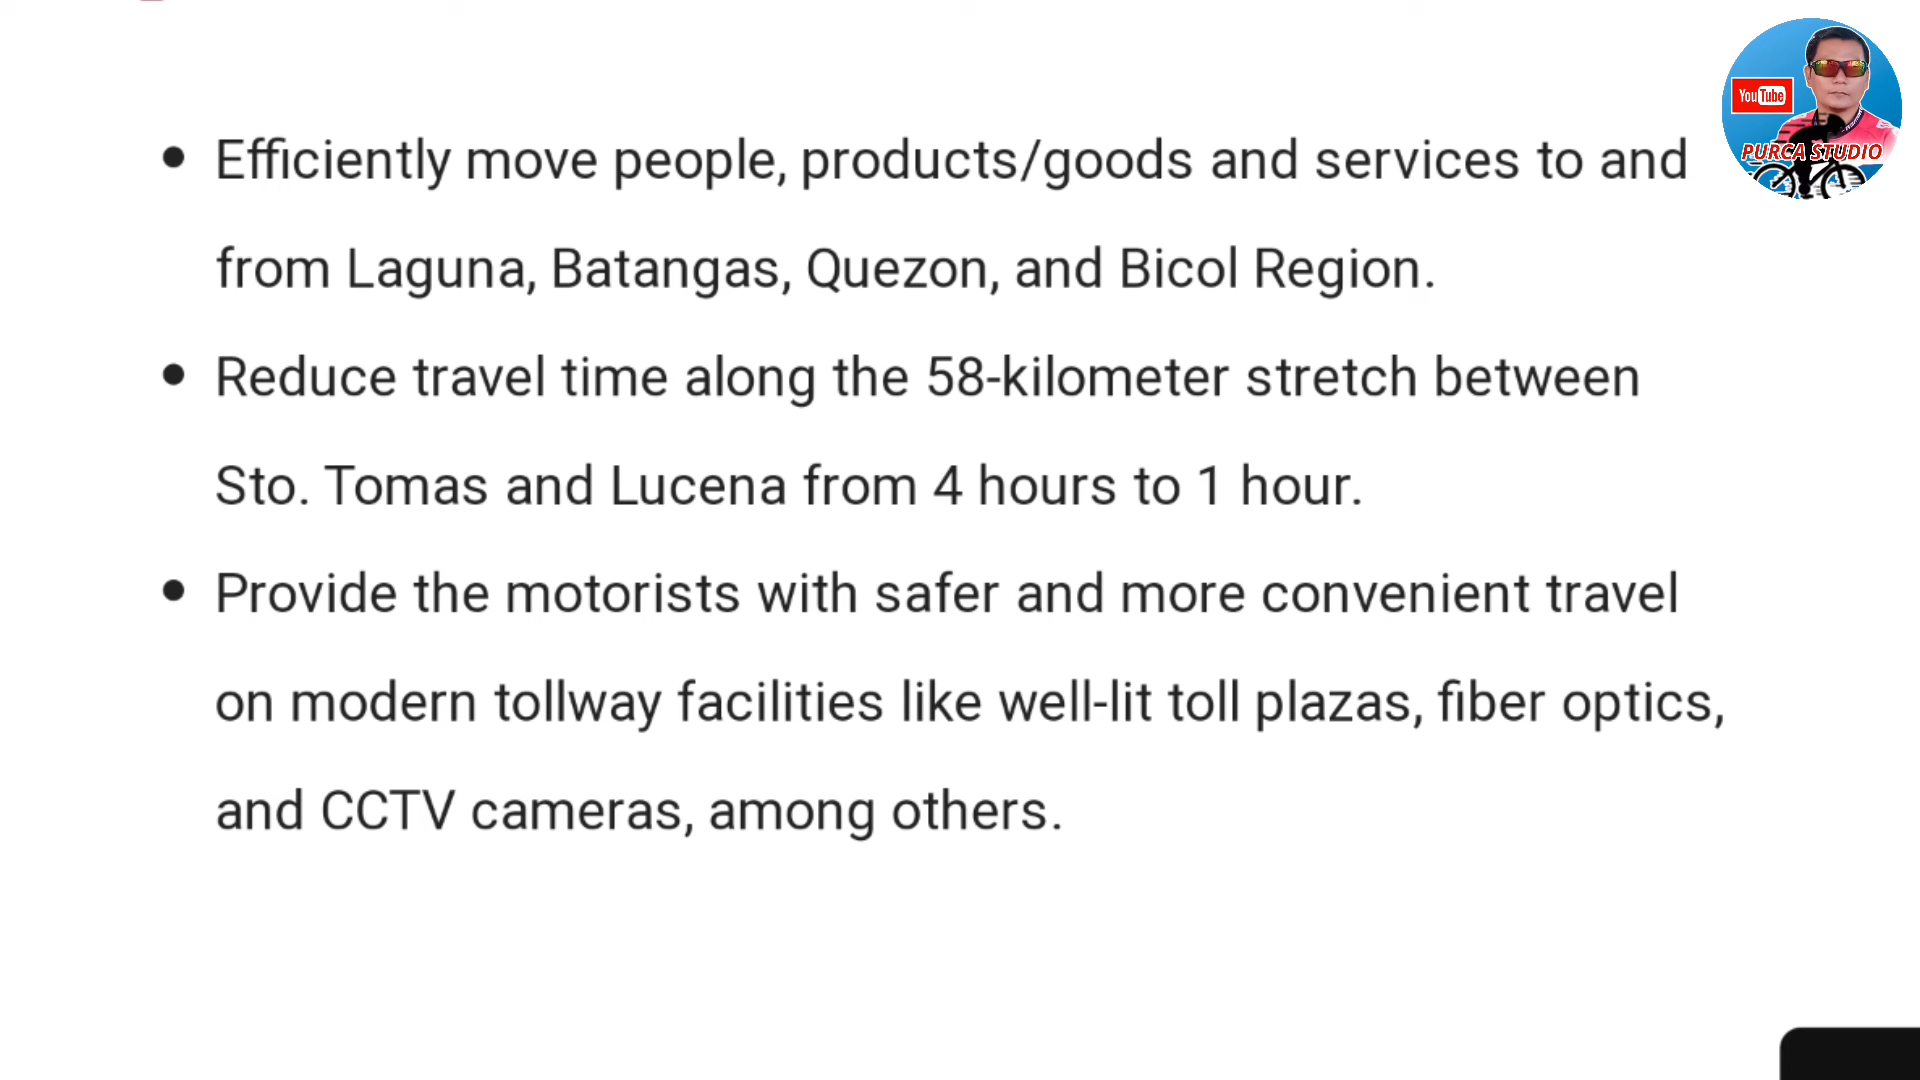 YouTube
PURCA STUDIO
• Efficiently move people, products/goods and services to and
from Laguna, Batangas, Quezon, and Bicol Region.
• Reduce travel time along the 58-kilometer stretch between
Sto. Tomas and Lucena from 4 hours to 1 hour.
• Provide the motorists with safer and more convenient travel
on modern tollway facilities like well-lit toll plazas, fiber optics,
and CCTV cameras, among others.